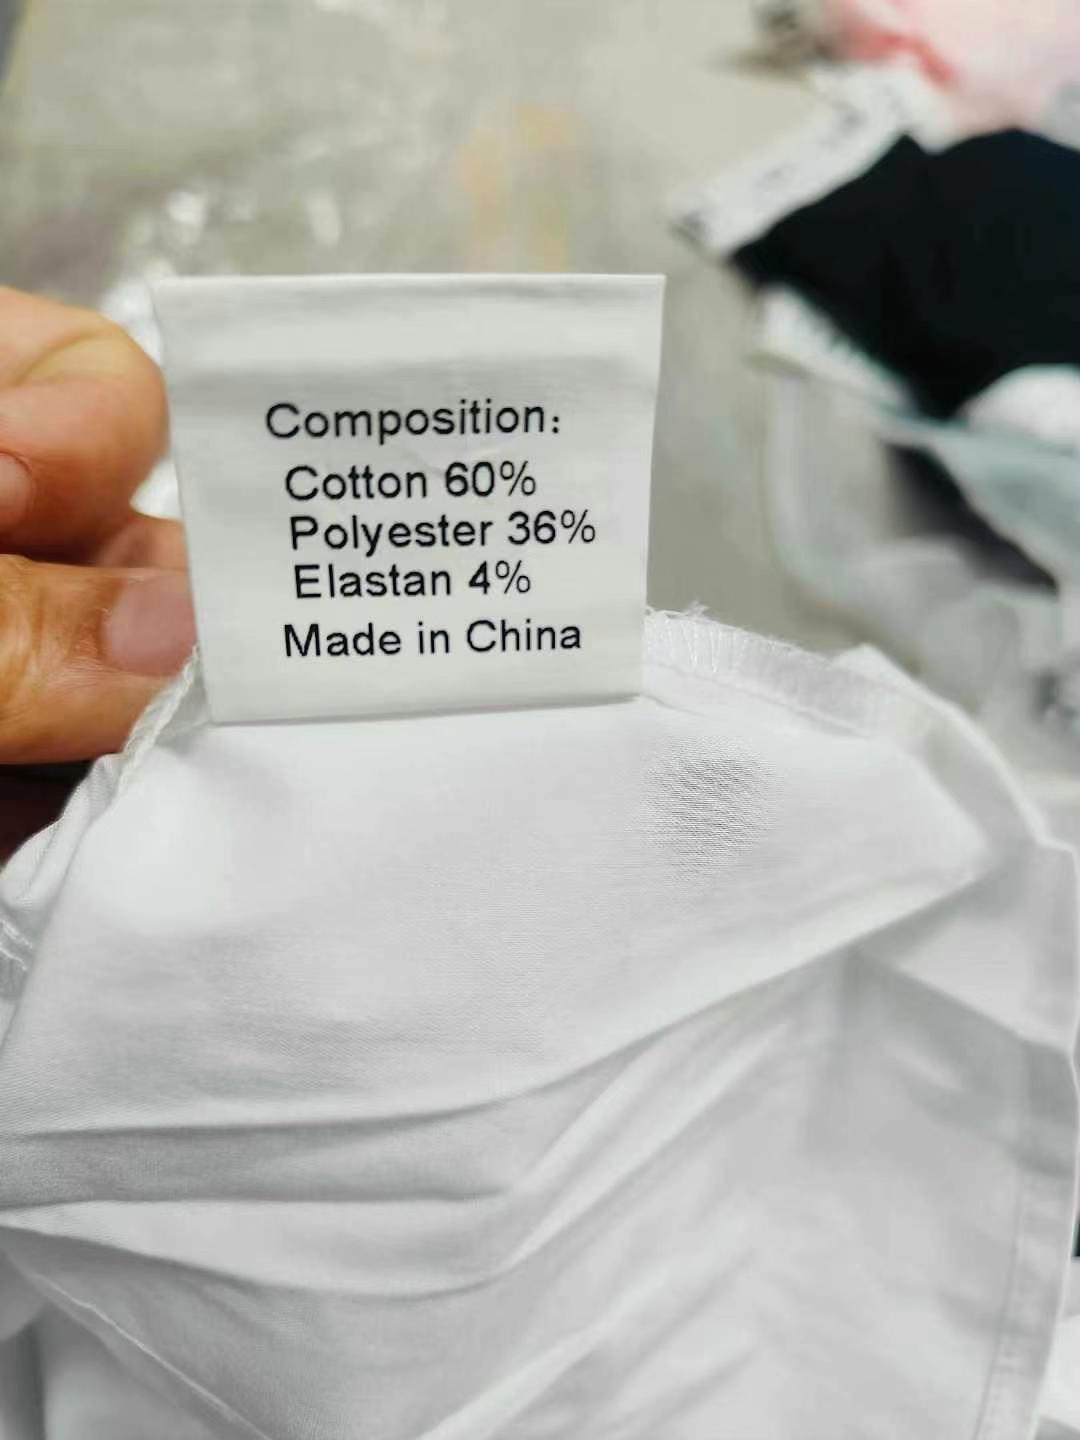 Composition:
Cotton 60%
Polyester 36%
Elastan 4%
Made in China